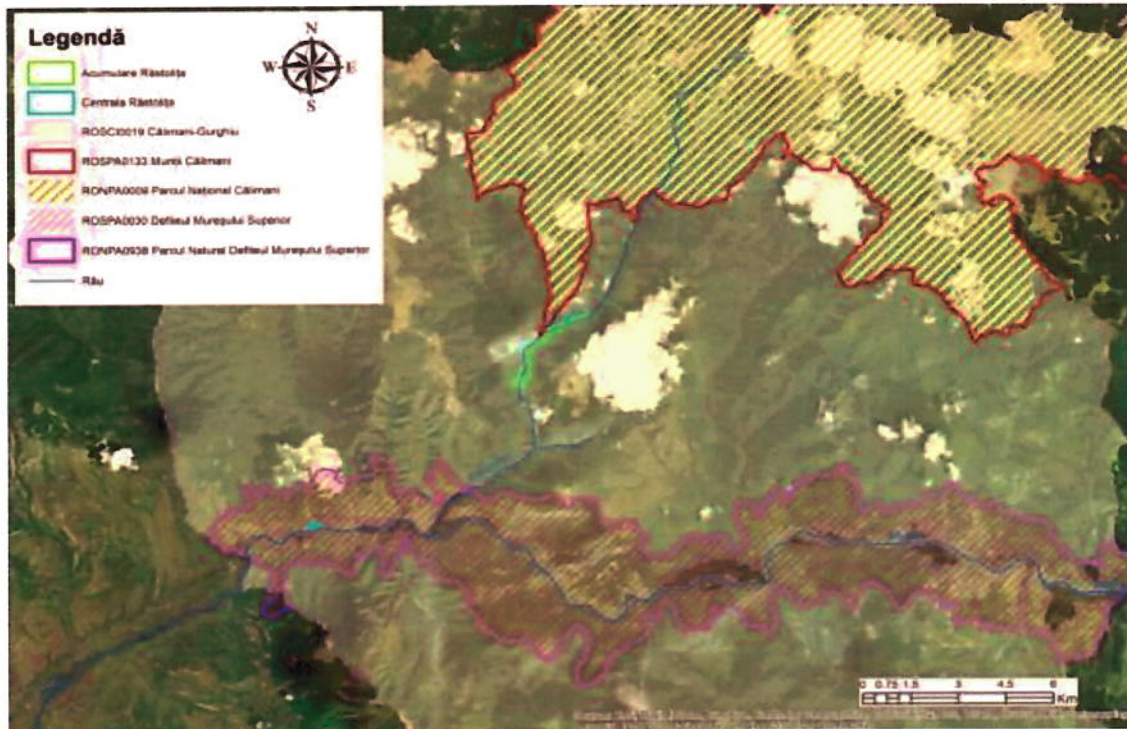 Legendă
Acumulare Răstolița
Centrala Răstolița
ROSCI0019 Călimani-Gurghiu
ROSPA0133 Munții Călimani
RONPA0009 Parcul Național Călimani
ROSPA0030 Defileul Mureșului Superior
RONPA0938 Parcul Natural Defileul Mureșului Superior
Râu
N
W E
S
0 0.75 1.5 3 4.5 6
Km